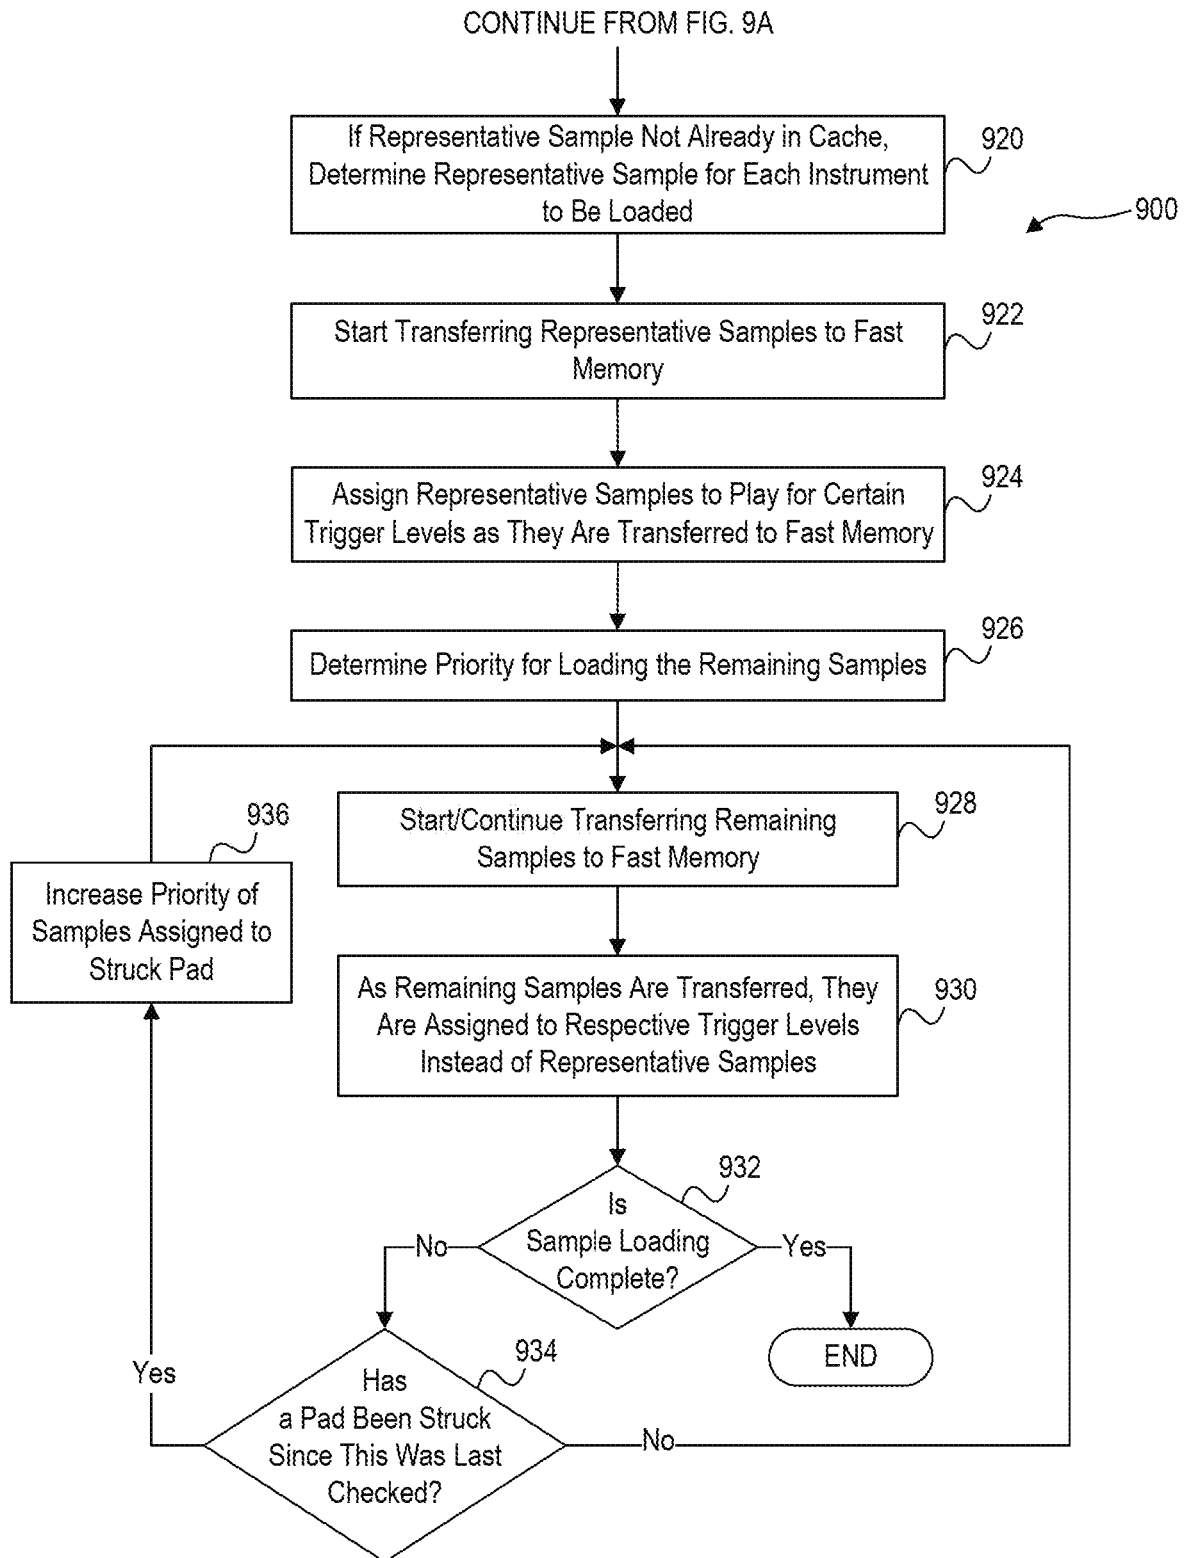 CONTINUE FROM FIG. 9A
If Representative Sample Not Already in Cache,
Determine Representative Sample for Each Instrument
to Be Loaded
920
900
Start Transferring Representative Samples to Fast
Memory
922
Assign Representative Samples to Play for Certain
Trigger Levels as They Are Transferred to Fast Memory
924
Determine Priority for Loading the Remaining Samples
926
Start/Continue Transferring Remaining
Samples to Fast Memory
928
936
Increase Priority of
Samples Assigned to
Struck Pad
As Remaining Samples Are Transferred, They
Are Assigned to Respective Trigger Levels
Instead of Representative Samples
930
Is
Sample Loading
Complete?
932
No
Yes
END
Has
a Pad Been Struck
Since This Was Last
Checked?
934
Yes
No